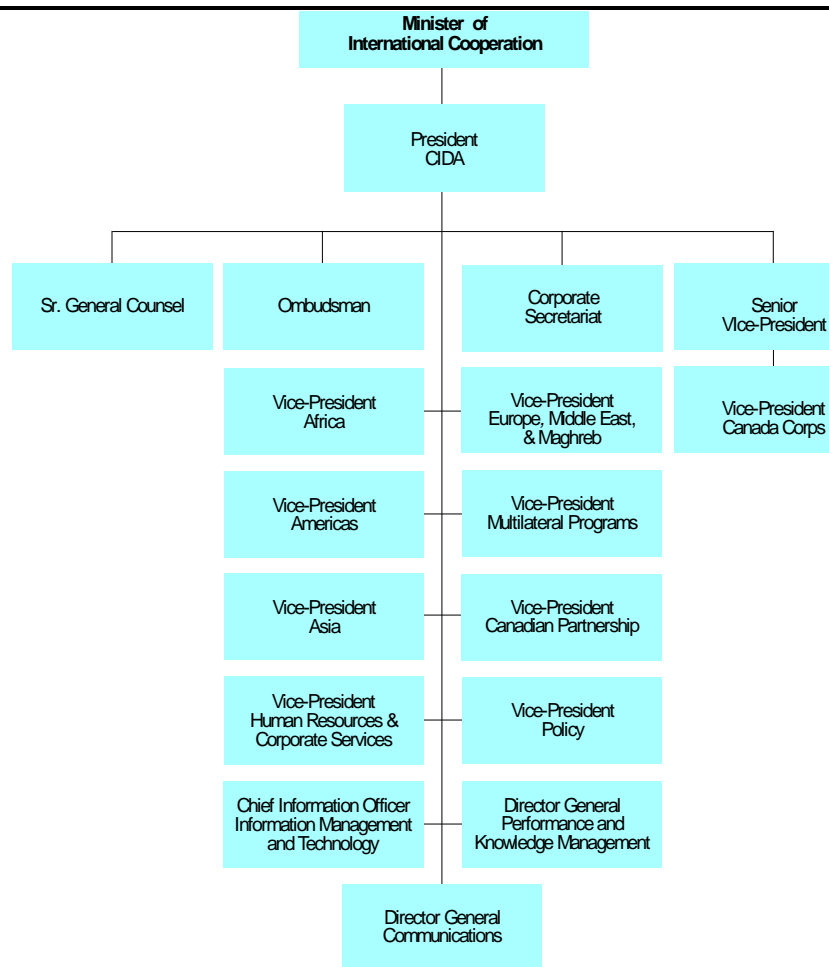 Minister of
International Cooperation
President
CIDA
Sr. General Counsel
Ombudsman
Corporate
Secretariat
Senior
VIce-President
Vice-President
Africa
Vice-President
Europe, Middle East,
& Maghreb
Vice-President
Canada Corps
Vice-President
Americas
Vice-President
Multilateral Programs
Vice-President
Asia
Vice-President
Canadian Partnership
Vice-President
Human Resources &
Corporate Services
Vice-President
Policy
Chief Information Officer
Information Management
and Technology
Director General
Performance and
Knowledge Management
Director General
Communications